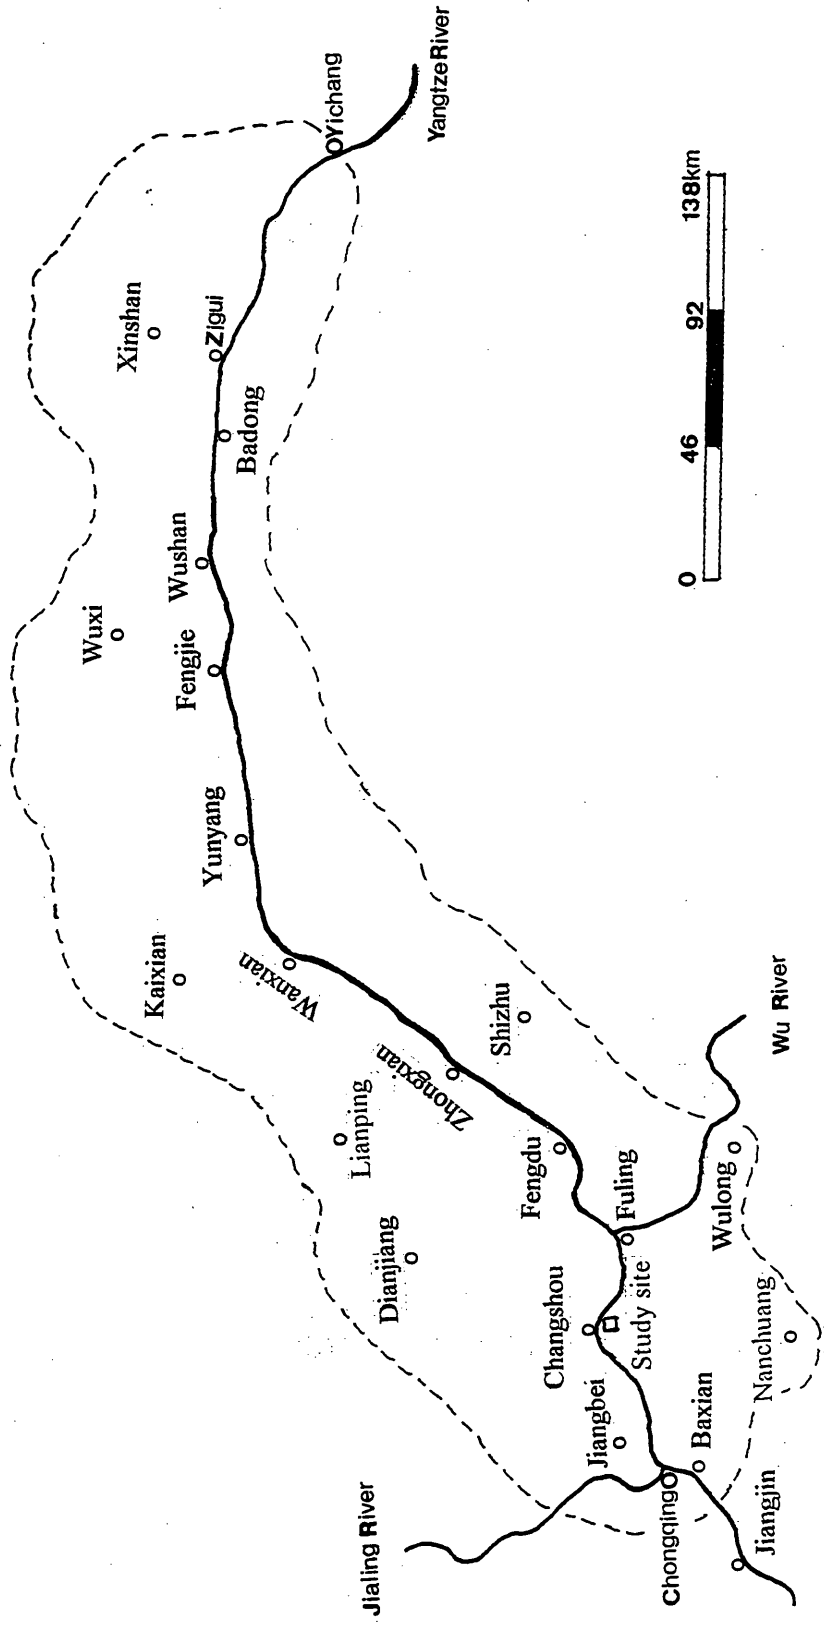 Jialing River
Chongqing
Jiangjin
Baxian
Jiangbei
Nanchuang
Changshou
Study site
Dianjiang
Fuling
Wulong
Fengdu
Lianping
Zhongxian
Shizhu
Wu River
Wanxian
Kaixian
Yunyang
Fengjie
Wuxi
Wushan
Badong
Zigui
Xinshan
Yichang
Yangtze River
0 46 92 138km